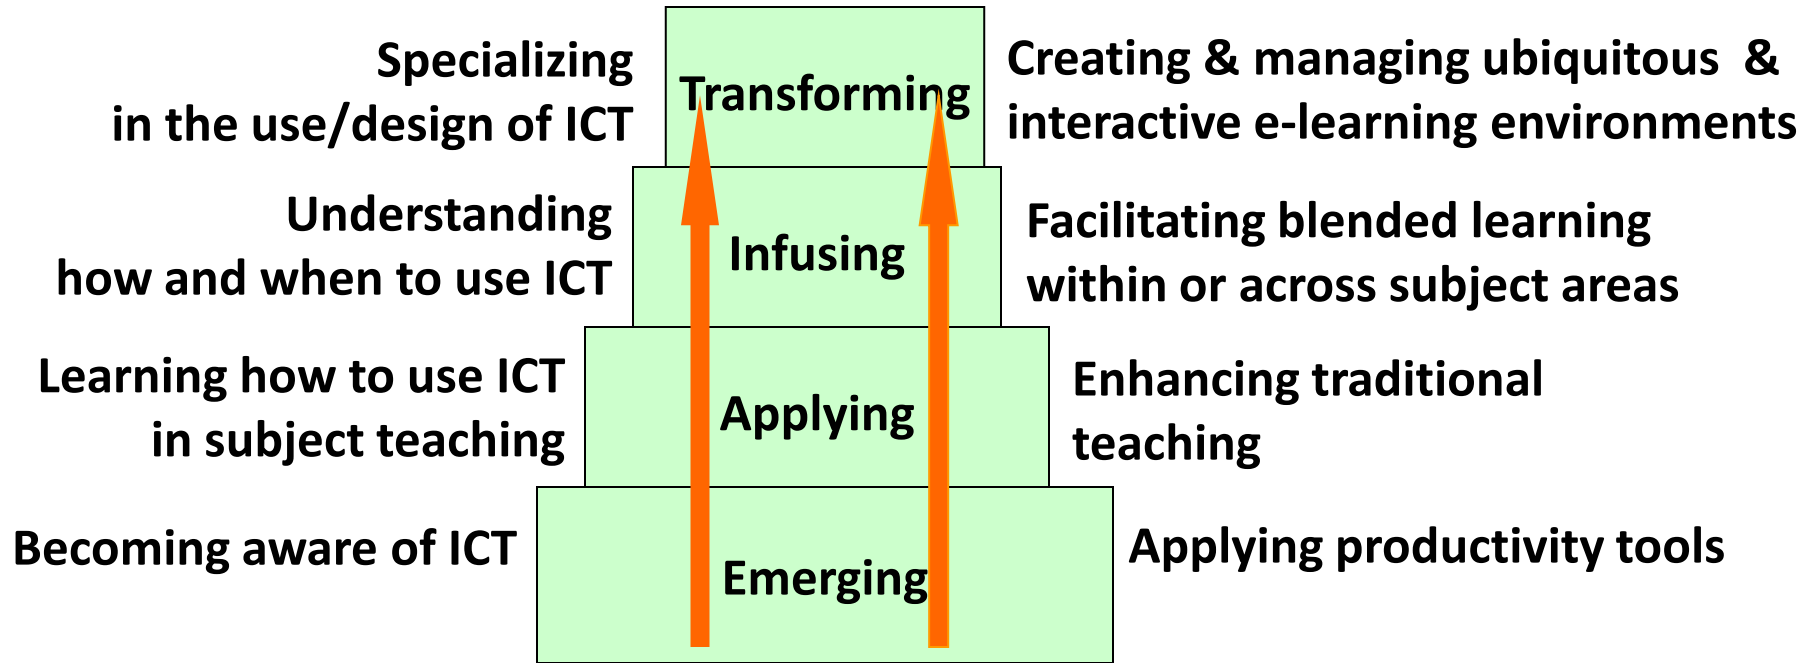 Specializing
in the use/design of ICT
Transforming
Creating & managing ubiquitous &
interactive e-learning environments
Understanding
how and when to use ICT
Infusing
Facilitating blended learning
within or across subject areas
Learning how to use ICT
in subject teaching
Applying
Enhancing traditional
teaching
Becoming aware of ICT
Emerging
Applying productivity tools